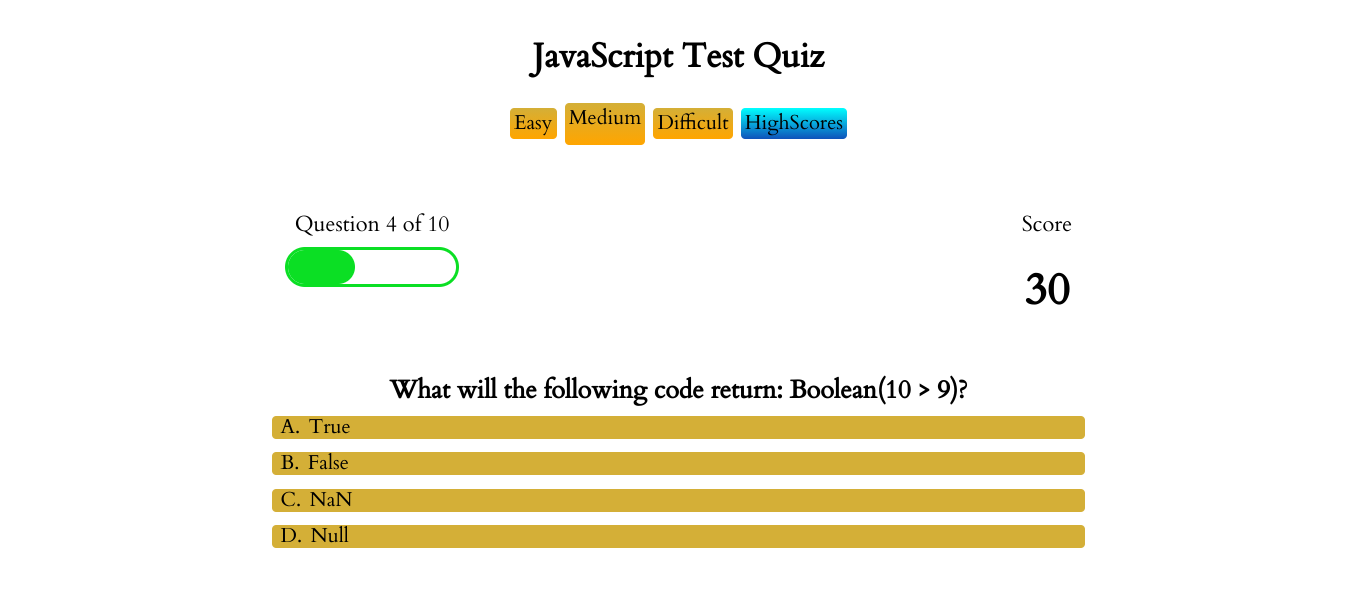 JavaScript Test Quiz
Easy Medium Difficult HighScores
Question 4 of 10
Score
30
What will the following code return: Boolean(10 > 9)?
A. True
B. False
C. NaN
D. Null